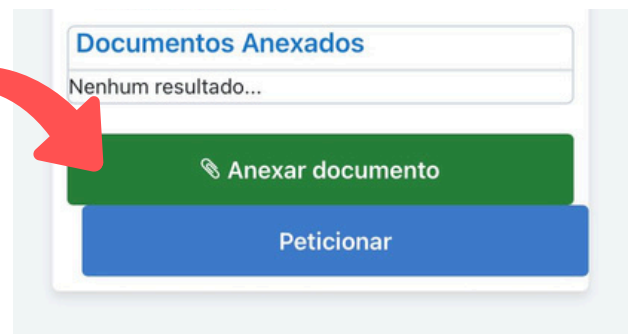 Documentos Anexados
Nenhum resultado...
Anexar documento
Peticionar